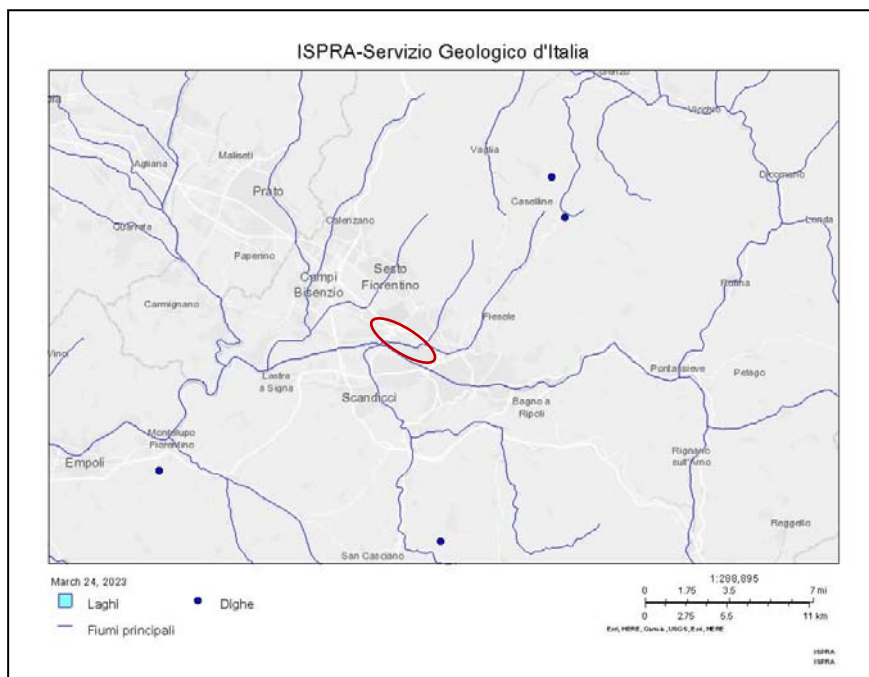 ISPRA-Servizio Geologico d'Italia
Vicchio
Agliana
Maliseti
Vaglia
Dicomano
Prato
Caselline
Quarrata
Calenzano
Londa
Paperino
Sesto
Fiorentino
Campi
Bisenzio
Rufina
Carmignano
Fiesole
Vinci
Lastra
a Signa
Pontassieve
Pelago
Scandicci
Bagno a
Ripoli
Montelupo
Fiorentino
Empoli
Rignano
sull'Arno
Reggello
San Casciano
March 24, 2023
Laghi
Dighe
Fiumi principali
1:288,895
0 1.75 3.5 7 mi
0 2.75 5.5 11 km
Esri, HERE, Garmin, USGS, Esri, HERE
ISPRA
ISPRA